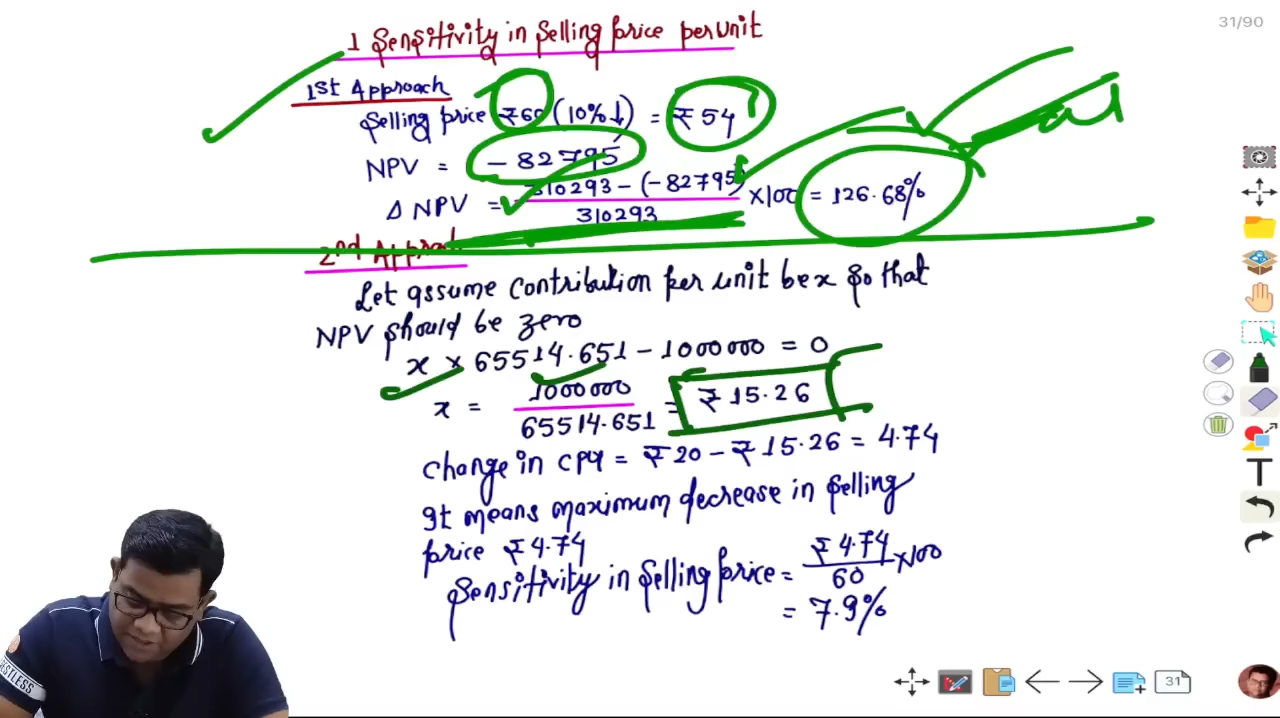 31/90
1 Sensitivity in Selling price per unit
1st Approach
Selling price ₹60 (10%↓) = ₹54
NPV = -82795
Δ NPV = 310293-(-82795) / 310293 ×100 = 126.68%
2nd
Let assume contribution per unit be x so that
NPV should be zero
x × 65514.651 - 1000000 = 0
x = 1000000 / 65514.651 = ₹15.26
change in CPU = ₹20 - ₹15.26 = 4.74
It means maximum decrease in selling
price ₹4.74
Sensitivity in selling price = ₹4.74 / 60 ×100
= 7.9%
RESTLESS
T
31